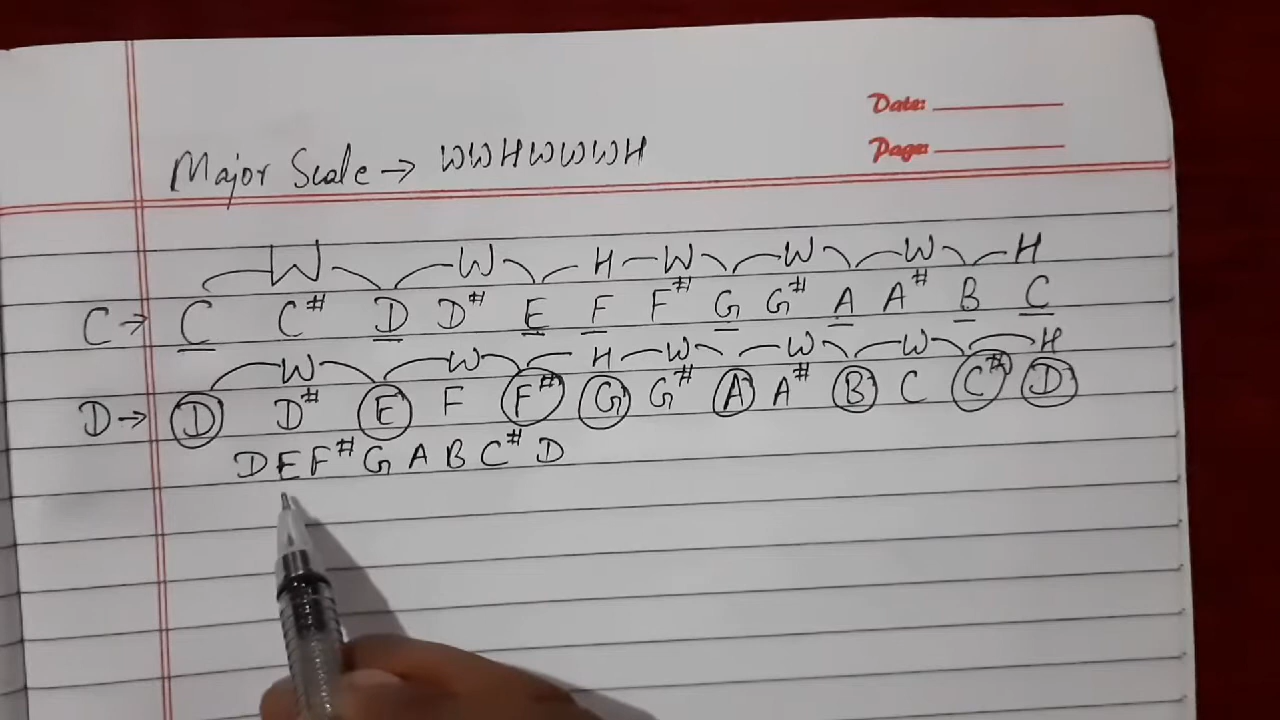 Date:
Page:
Major Scale → WWHWWWH
W W H W W W H
C → C C# D D# E F F# G G# A A# B C
W W H W W W H
D → D D# E F F# G G# A A# B C C# D
D E F# G A B C# D